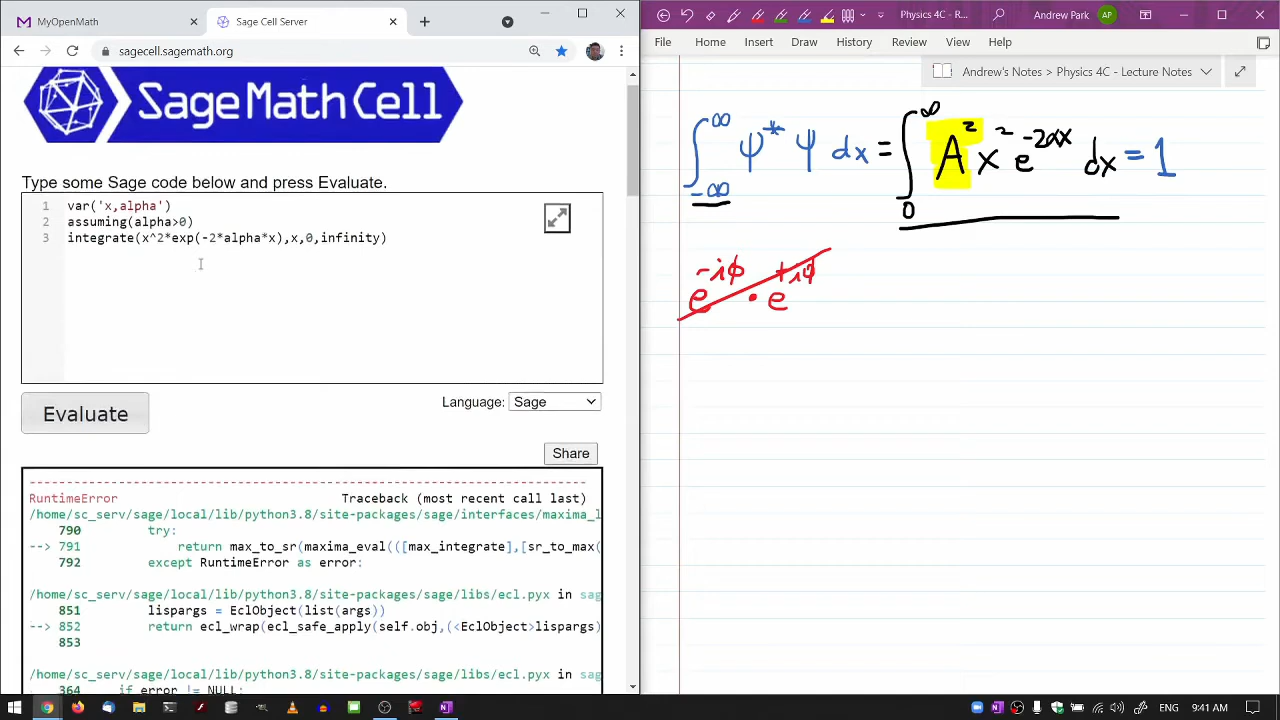 MyOpenMath
Sage Cell Server
sagecell.sagemath.org
SageMathCell
Type some Sage code below and press Evaluate.
1 var('x,alpha')
2 assuming(alpha>0)
3 integrate(x^2*exp(-2*alpha*x),x,0,infinity)
Evaluate
Language: Sage
Share
RuntimeError Traceback (most recent call last)
/home/sc_serv/sage/local/lib/python3.8/site-packages/sage/interfaces/maxima_l
790 try:
--> 791 return max_to_sr(maxima_eval(([max_integrate],[sr_to_max(
792 except RuntimeError as error:
/home/sc_serv/sage/local/lib/python3.8/site-packages/sage/libs/ecl.pyx in sag
851 lispargs = EclObject(list(args))
--> 852 return ecl_wrap(ecl_safe_apply(self.obj,(<EclObject>lispargs)
853
/home/sc_serv/sage/local/lib/python3.8/site-packages/sage/libs/ecl.pyx in sag
364 if error != NULL:
Physics 4C - lect
Andrew Park AP
File Home Insert Draw History Review View Help
Andrew's Notes > Physics 4C - lecture Notes
∫_{-∞}^{∞} ψ* ψ dx = ∫_0^∞ A² x² e^{-2αx} dx = 1
e^{-iϕ} · e^{+iϕ}
9:41 AM